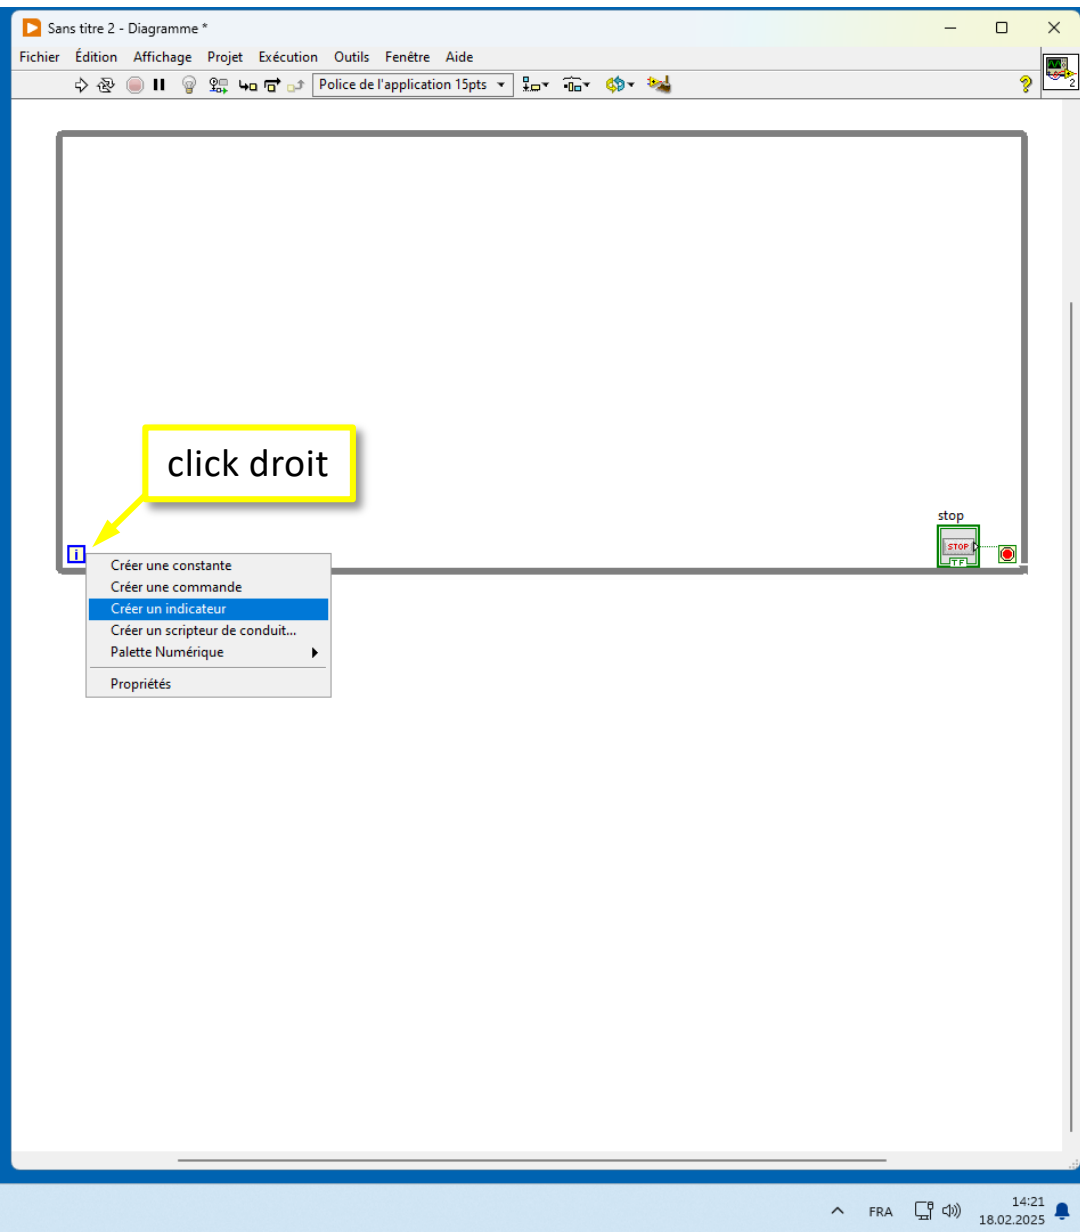 Sans titre 2 - Diagramme *
Fichier Édition Affichage Projet Exécution Outils Fenêtre Aide
Police de l'application 15pts
2
click droit
stop
STOP
TF
i
Créer une constante
Créer une commande
Créer un indicateur
Créer un scripteur de conduit...
Palette Numérique
Propriétés
FRA
14:21
18.02.2025